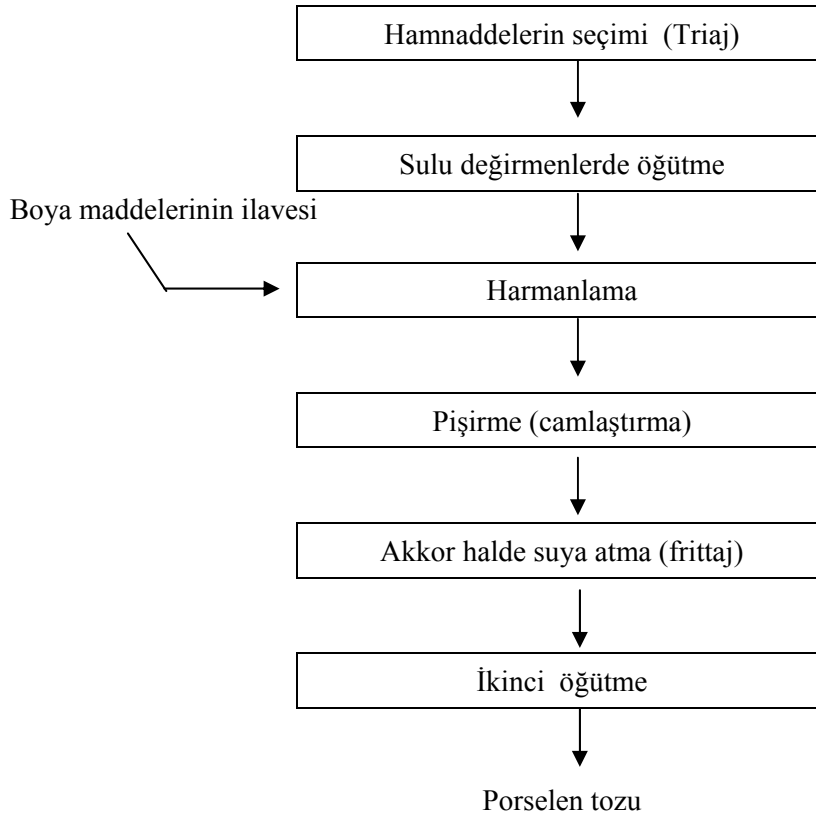 Hamnaddelerin seçimi (Triaj)
Sulu değirmenlerde öğütme
Boya maddelerinin ilavesi
Harmanlama
Pişirme (camlaştırma)
Akkor halde suya atma (frittaj)
İkinci öğütme
Porselen tozu